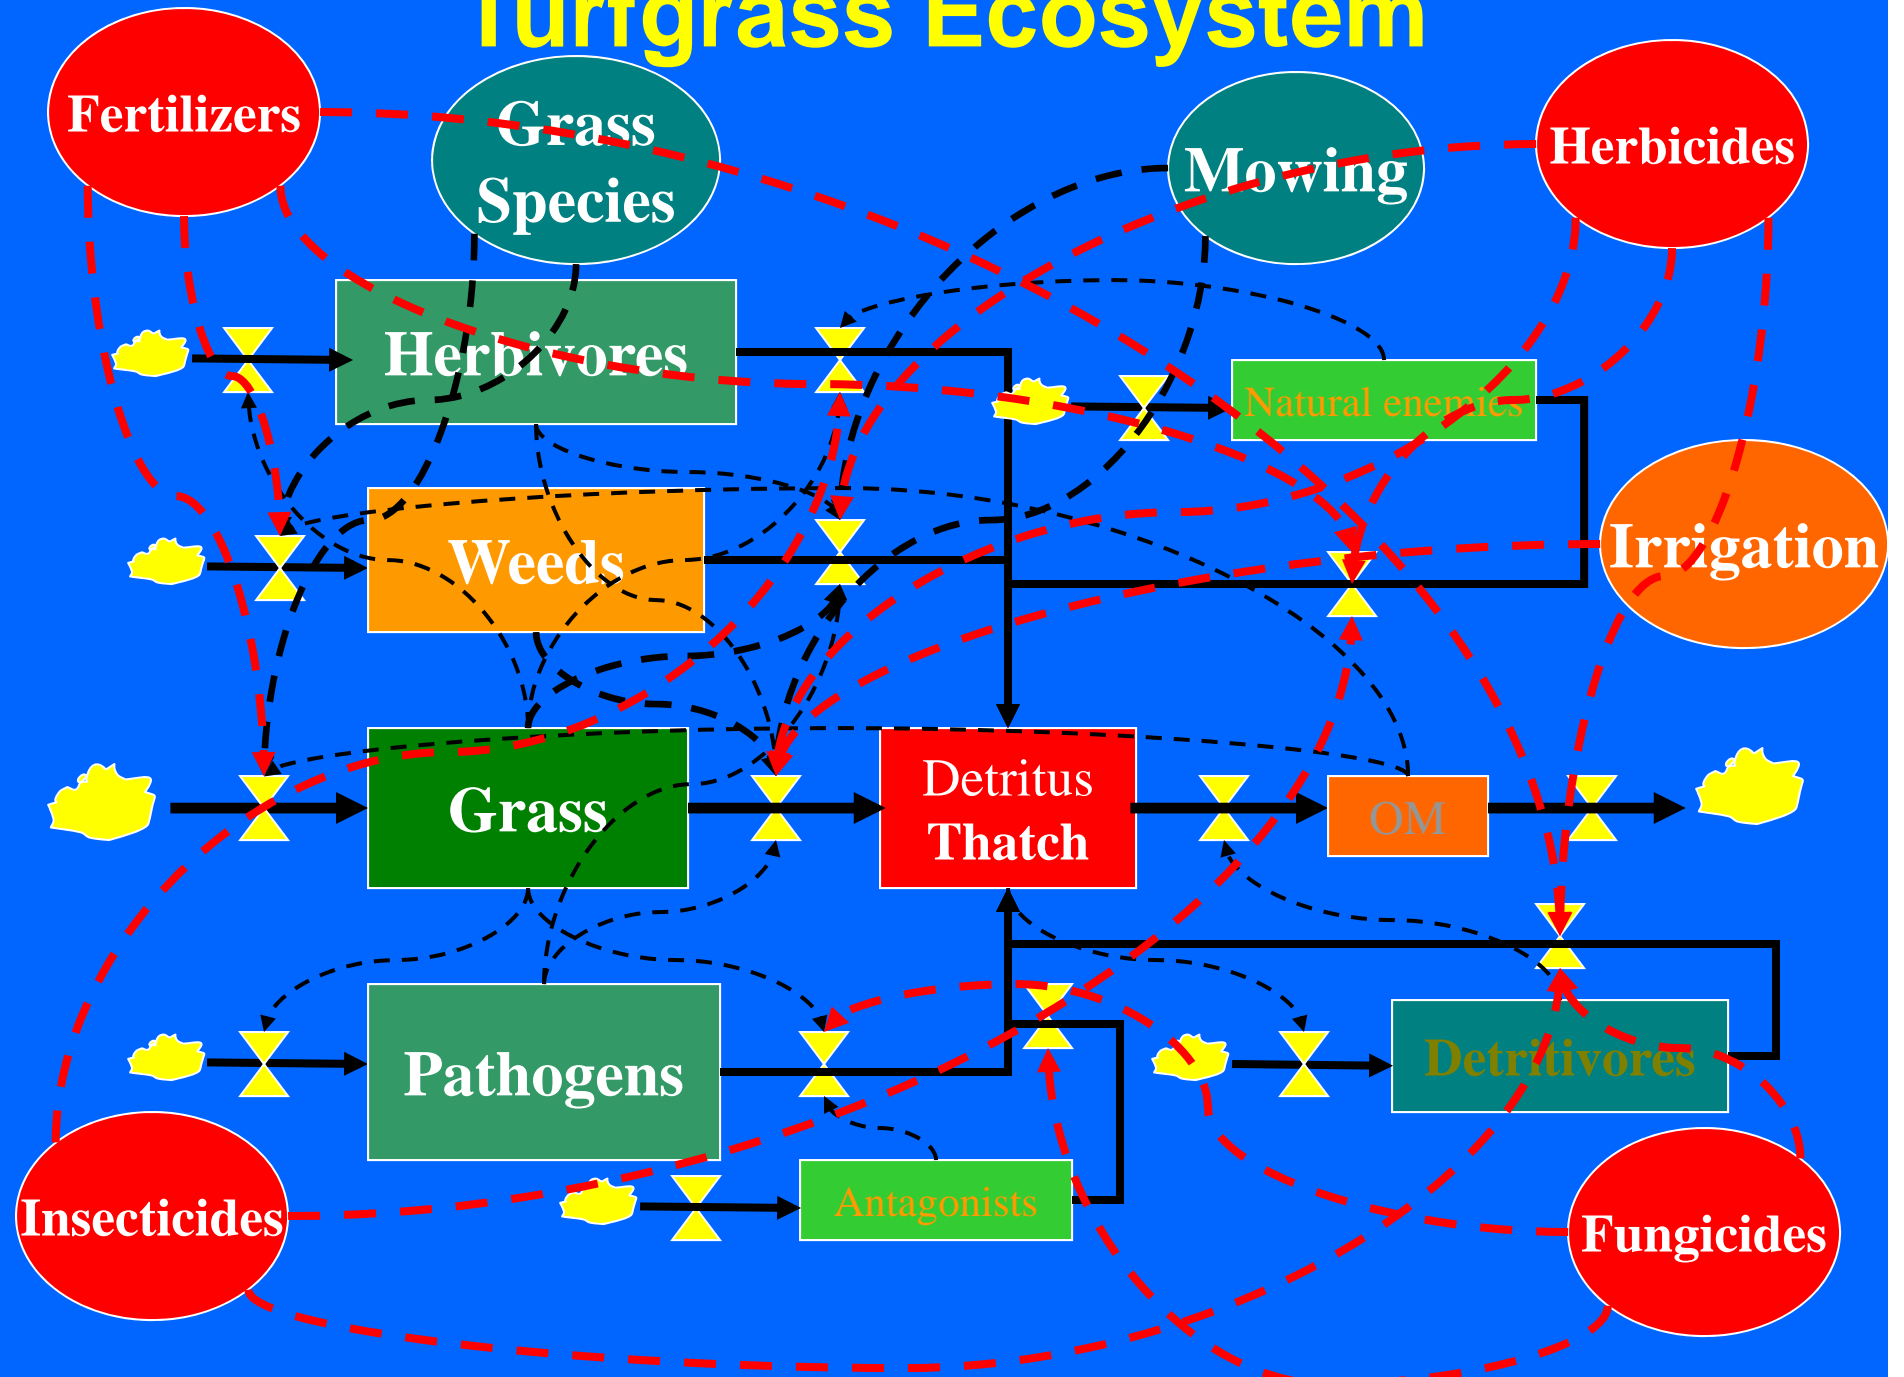 Turfgrass Ecosystem
Fertilizers
Grass
Species
Mowing
Herbicides
Herbivores
Natural enemies
Weeds
Irrigation
Grass
Detritus
Thatch
OM
Pathogens
Detritivores
Antagonists
Insecticides
Fungicides